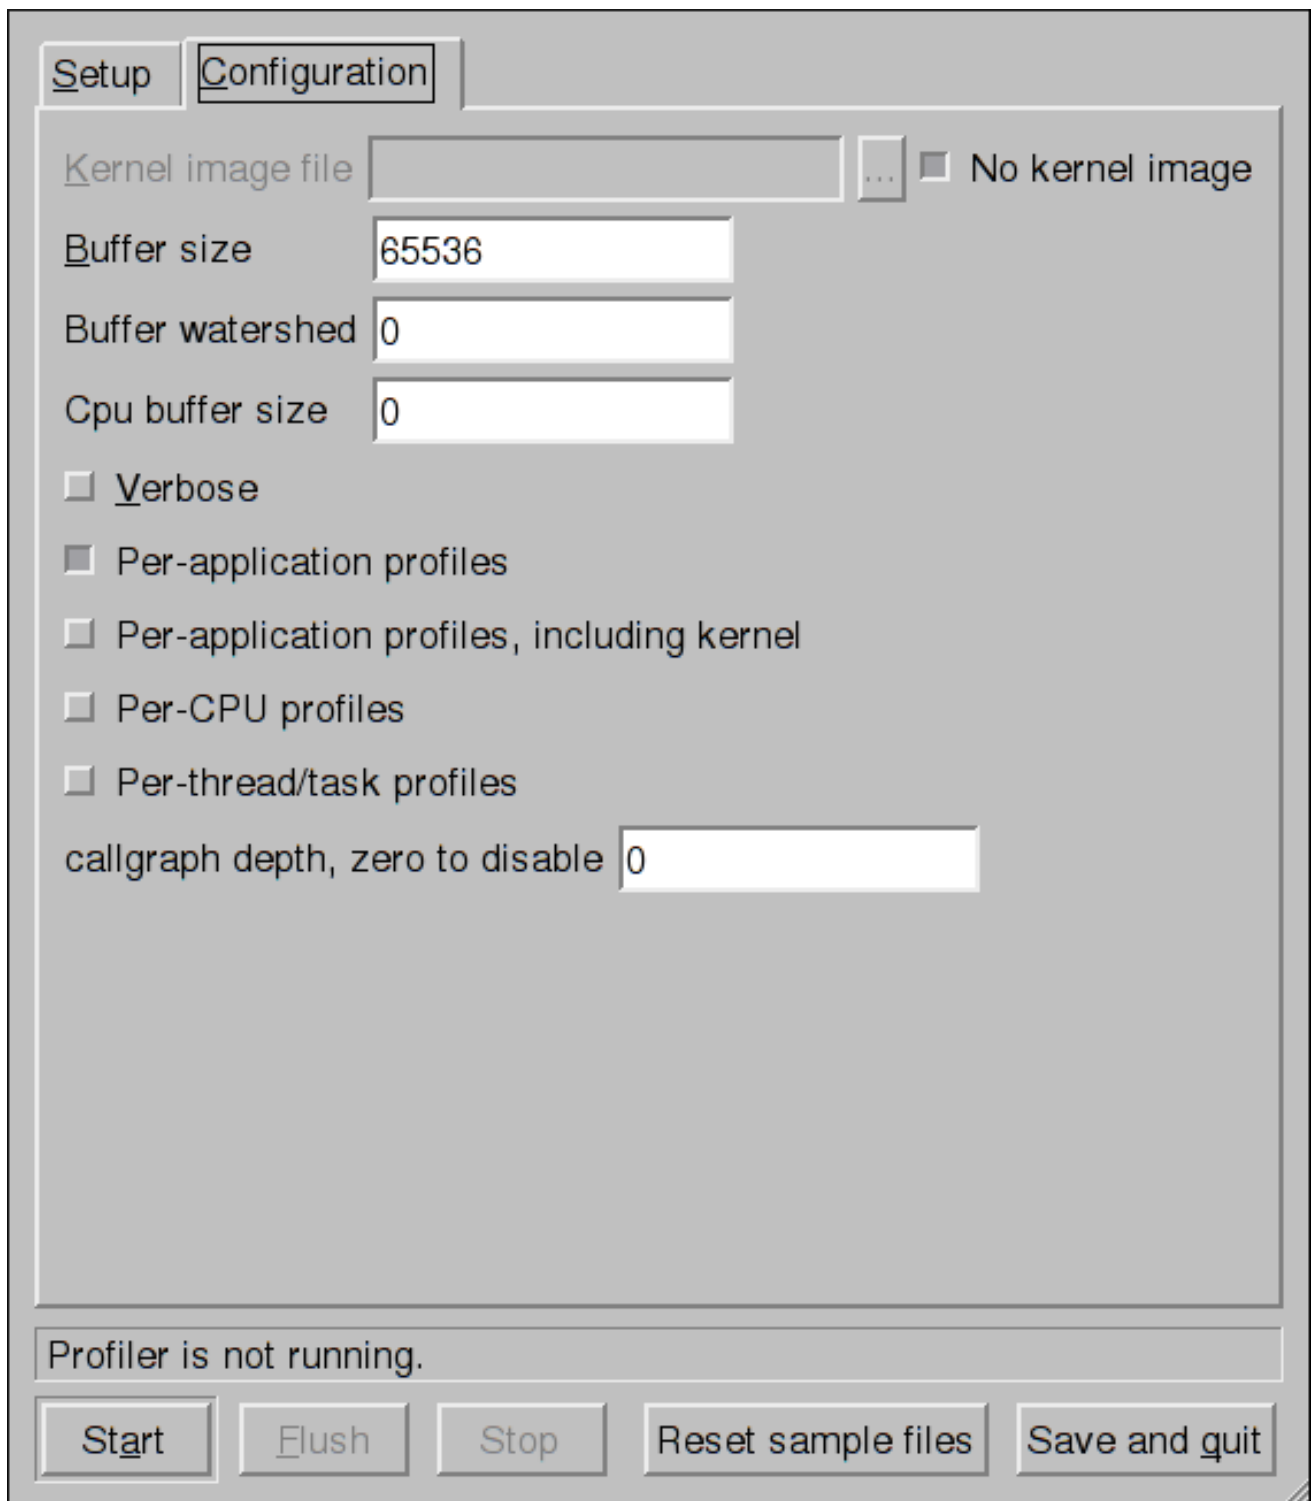 Setup Configuration
Kernel image file ... No kernel image
Buffer size 65536
Buffer watershed 0
Cpu buffer size 0
Verbose
Per-application profiles
Per-application profiles, including kernel
Per-CPU profiles
Per-thread/task profiles
callgraph depth, zero to disable 0
Profiler is not running.
Start Flush Stop Reset sample files Save and quit